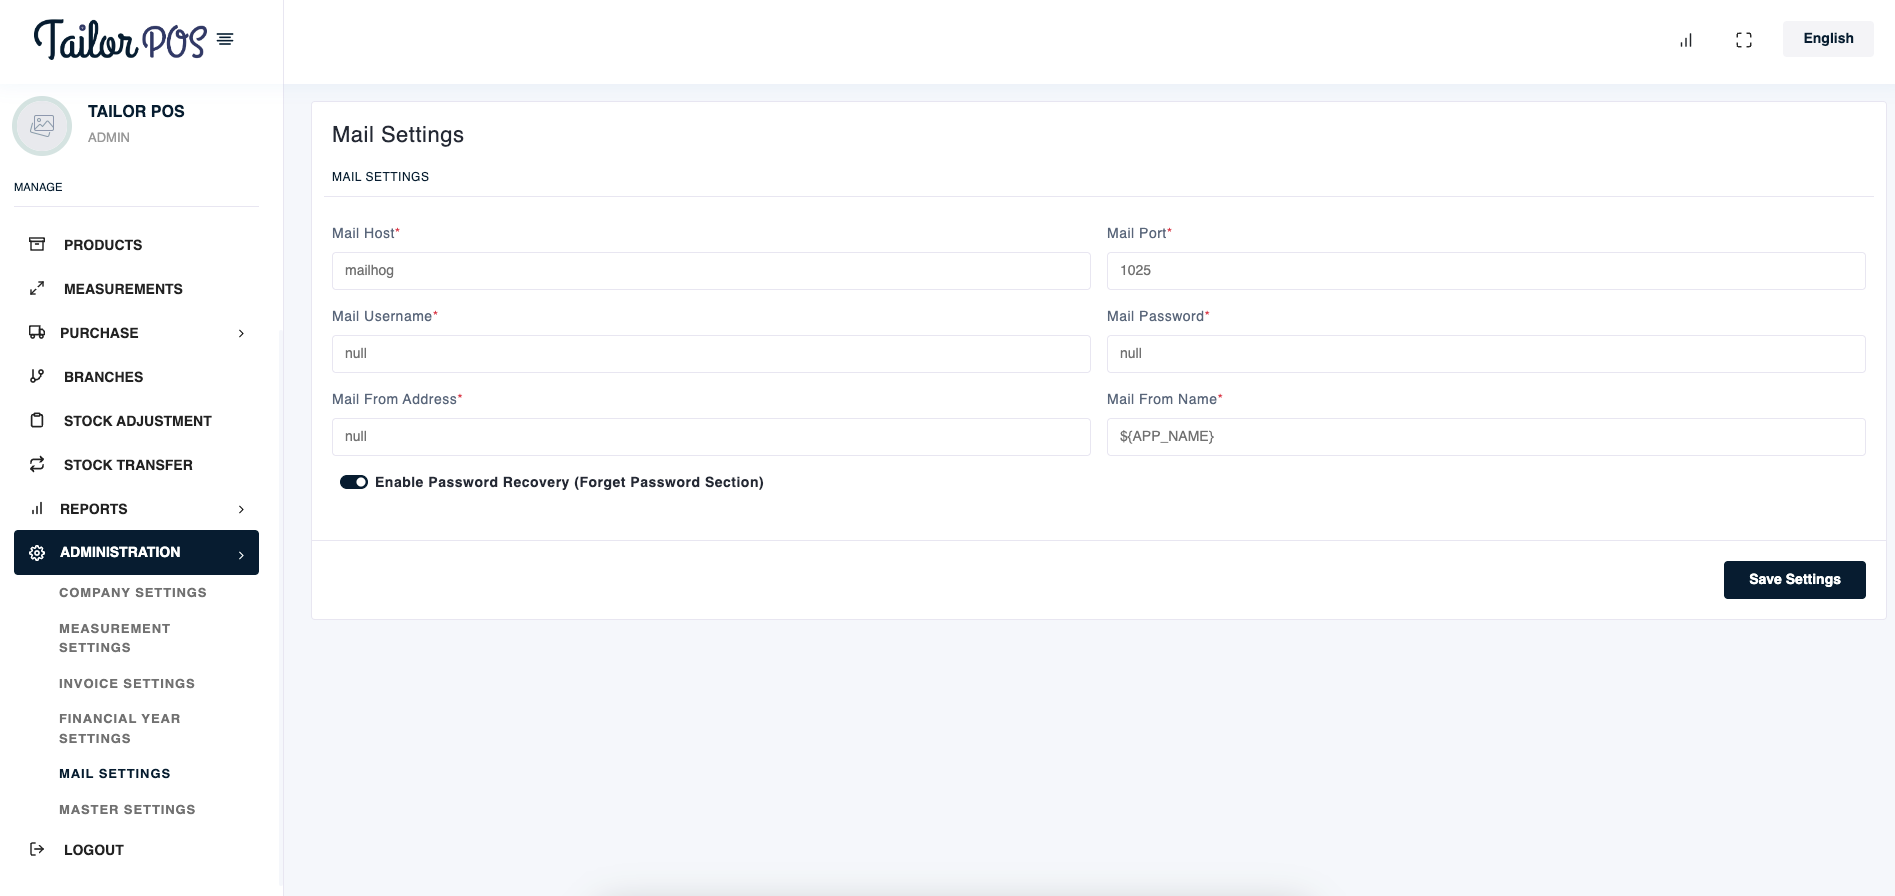 Tailor POS
English
TAILOR POS
ADMIN
MANAGE
PRODUCTS
MEASUREMENTS
PURCHASE
BRANCHES
STOCK ADJUSTMENT
STOCK TRANSFER
REPORTS
ADMINISTRATION
COMPANY SETTINGS
MEASUREMENT
SETTINGS
INVOICE SETTINGS
FINANCIAL YEAR
SETTINGS
MAIL SETTINGS
MASTER SETTINGS
LOGOUT
Mail Settings
MAIL SETTINGS
Mail Host*
mailhog
Mail Port*
1025
Mail Username*
null
Mail Password*
null
Mail From Address*
null
Mail From Name*
${APP_NAME}
Enable Password Recovery (Forget Password Section)
Save Settings